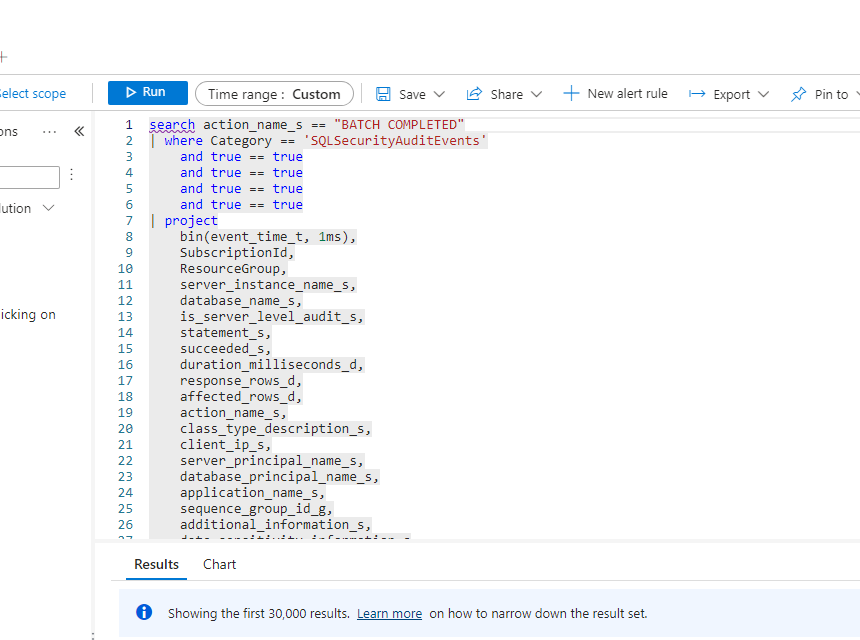 +
Select scope
Run
Time range : Custom
Save
Share
New alert rule
Export
Pin to
ons
...
«
lution
icking on
1 search action_name_s == "BATCH COMPLETED"
2 | where Category == 'SQLSecurityAuditEvents'
3 and true == true
4 and true == true
5 and true == true
6 and true == true
7 | project
8 bin(event_time_t, 1ms),
9 SubscriptionId,
10 ResourceGroup,
11 server_instance_name_s,
12 database_name_s,
13 is_server_level_audit_s,
14 statement_s,
15 succeeded_s,
16 duration_milliseconds_d,
17 response_rows_d,
18 affected_rows_d,
19 action_name_s,
20 class_type_description_s,
21 client_ip_s,
22 server_principal_name_s,
23 database_principal_name_s,
24 application_name_s,
25 sequence_group_id_g,
26 additional_information_s,
27 data_sensitivity_information_s
Results Chart
Showing the first 30,000 results. Learn more on how to narrow down the result set.